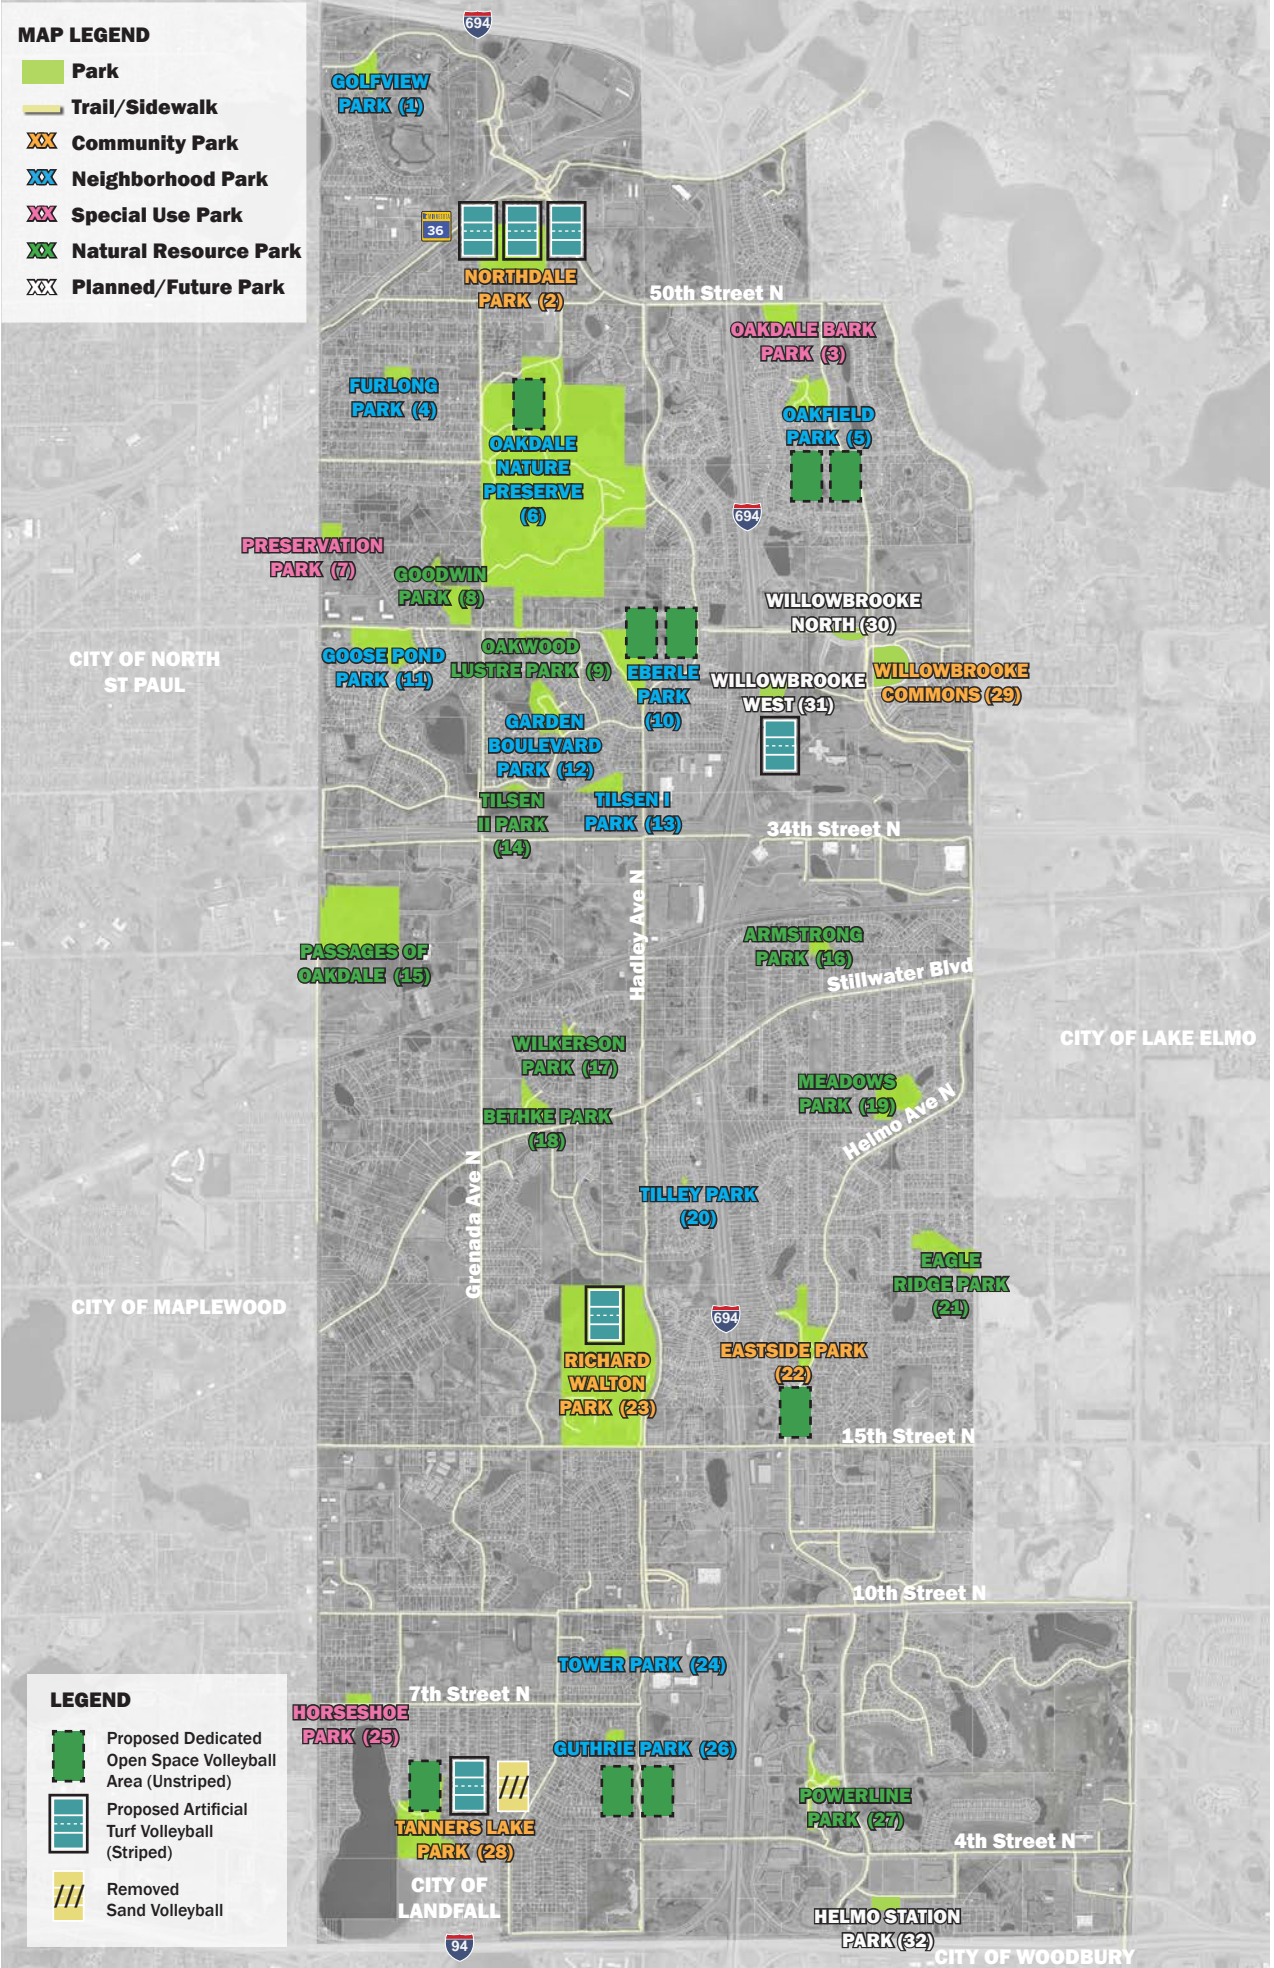 MAP LEGEND
Park
Trail/Sidewalk
XX Community Park
XX Neighborhood Park
XX Special Use Park
XX Natural Resource Park
XX Planned/Future Park
694
GOLFVIEW
PARK (1)
36
NORTHDALE
PARK (2)
50th Street N
OAKDALE BARK
PARK (3)
FURLONG
PARK (4)
OAKFIELD
PARK (5)
OAKDALE
NATURE
PRESERVE
(6)
694
PRESERVATION
PARK (7)
GOODWIN
PARK (8)
WILLOWBROOKE
NORTH (30)
CITY OF NORTH
ST PAUL
GOOSE POND
PARK (11)
OAKWOOD
LUSTRE PARK (9)
EBERLE
PARK
(10)
WILLOWBROOKE
WEST (31)
WILLOWBROOKE
COMMONS (29)
GARDEN
BOULEVARD
PARK (12)
TILSEN
II PARK
(14)
TILSEN I
PARK (13)
34th Street N
Hadley Ave N
PASSAGES OF
OAKDALE (15)
ARMSTRONG
PARK (16)
Stillwater Blvd
WILKERSON
PARK (17)
CITY OF LAKE ELMO
MEADOWS
PARK (19)
Helmo Ave N
BETHKE PARK
(18)
Grenada Ave N
TILLEY PARK
(20)
EAGLE
RIDGE PARK
(21)
CITY OF MAPLEWOOD
694
RICHARD
WALTON
PARK (23)
EASTSIDE PARK
(22)
15th Street N
10th Street N
TOWER PARK (24)
7th Street N
HORSESHOE
PARK (25)
GUTHRIE PARK (26)
POWERLINE
PARK (27)
TANNERS LAKE
PARK (28)
4th Street N
CITY OF
LANDFALL
HELMO STATION
PARK (32)
94
CITY OF WOODBURY
LEGEND
Proposed Dedicated
Open Space Volleyball
Area (Unstriped)
Proposed Artificial
Turf Volleyball
(Striped)
Removed
Sand Volleyball